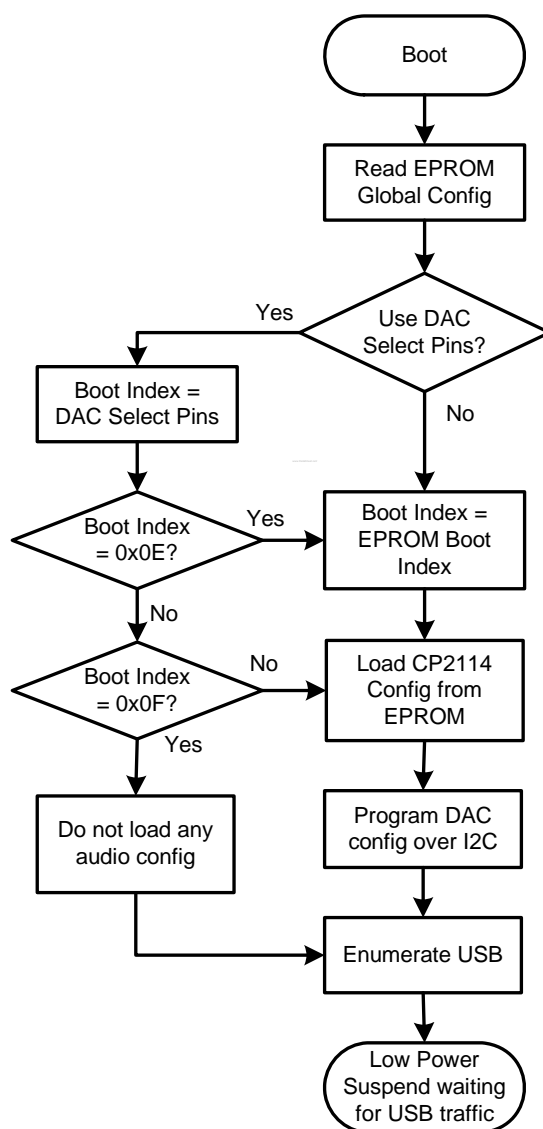 Boot
Read EPROM
Global Config
Use DAC
Select Pins?
Yes
No
Boot Index =
DAC Select Pins
Boot Index
= 0x0E?
Yes
No
Boot Index =
EPROM Boot
Index
Boot Index
= 0x0F?
No
Yes
Load CP2114
Config from
EPROM
Do not load any
audio config
Program DAC
config over I2C
Enumerate USB
Low Power
Suspend waiting
for USB traffic